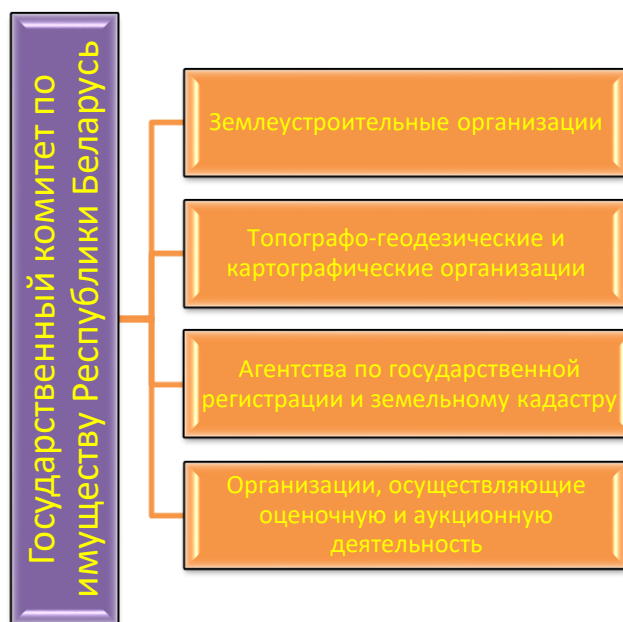 Государственный комитет по
имуществу Республики Беларусь
Землеустроительные организации
Топографо-геодезические и
картографические организации
Агентства по государственной
регистрации и земельному кадастру
Организации, осуществляющие
оценочную и аукционную
деятельность